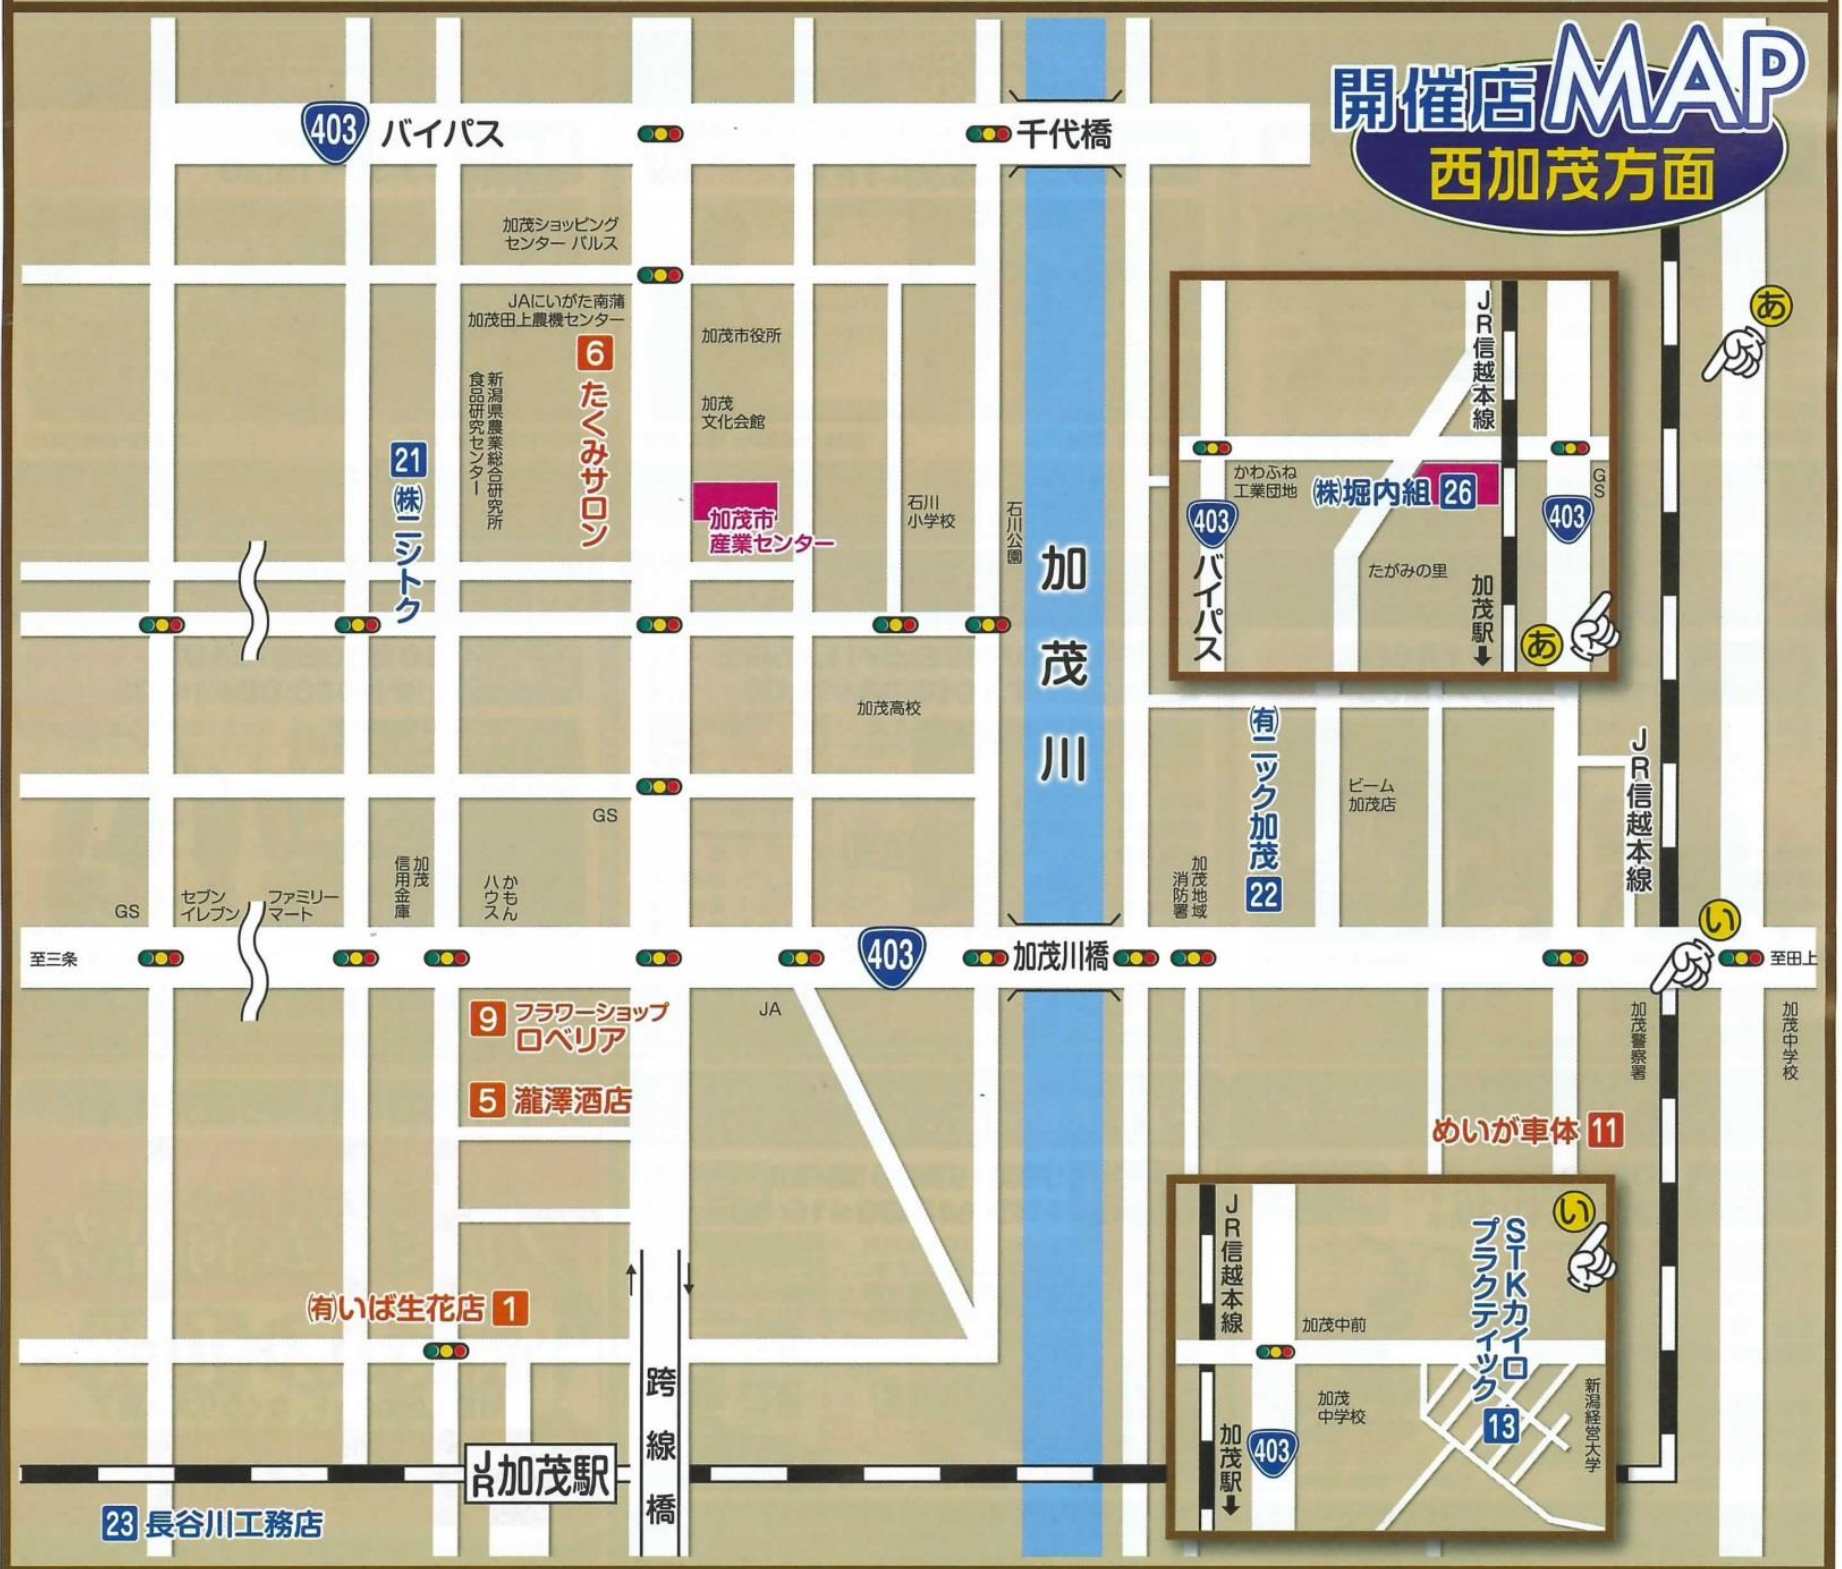 開催店MAP
西加茂方面
403 バイパス
千代橋
加茂ショッピング
センター パルス
JAにいがた南蒲
加茂田上農機センター
6 たくみサロン
新潟県農業総合研究所
食品研究センター
21 ㈱ニシトク
加茂市役所
加茂
文化会館
加茂市
産業センター
石川
小学校
石川公園
加茂川
加茂高校
あ
JR信越本線
かわふね
工業団地
㈱堀内組 26
GS
403
バイパス
403
たがみの里
加茂駅
あ
㈲ニック加茂 22
ビーム
加茂店
JR信越本線
GS
加茂
信用金庫
かもん
ハウス
GS
セブン
イレブン
ファミリー
マート
加茂地域
消防署
至三条
403
加茂川橋
い
至田上
9 フラワーショップ
ロベリア
JA
5 瀧澤酒店
加茂警察署
加茂中学校
めいが車体 11
㈲いば生花店 1
跨線橋
JR加茂駅
23 長谷川工務店
JR信越本線
い
STKカイロ
プラクティック
13
加茂中前
加茂
中学校
新潟経営大学
加茂駅
403